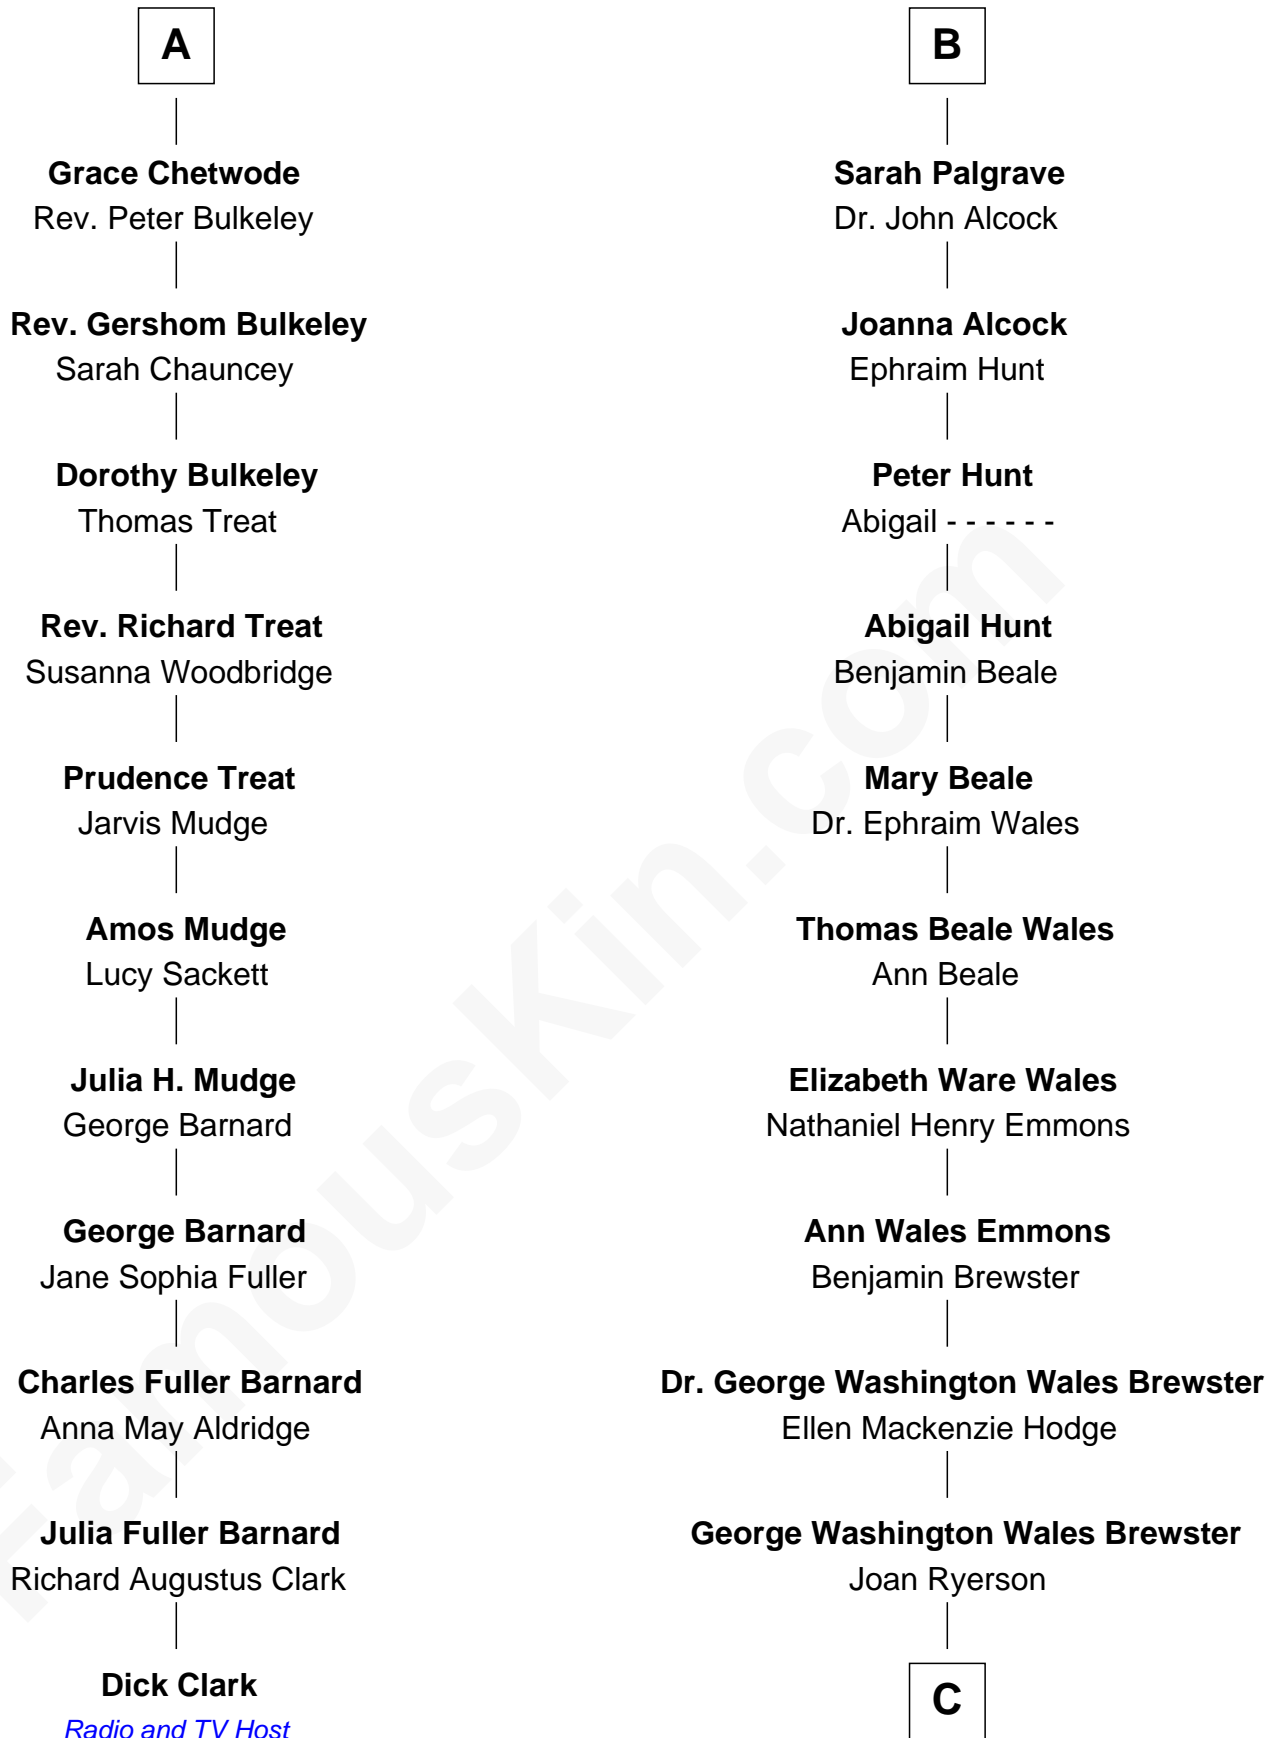 A
Grace Chetwode
Rev. Peter Bulkeley
Rev. Gershom Bulkeley
Sarah Chauncey
Dorothy Bulkeley
Thomas Treat
Rev. Richard Treat
Susanna Woodbridge
Prudence Treat
Jarvis Mudge
Amos Mudge
Lucy Sackett
Julia H. Mudge
George Barnard
George Barnard
Jane Sophia Fuller
Charles Fuller Barnard
Anna May Aldridge
Julia Fuller Barnard
Richard Augustus Clark
Dick Clark
Radio and TV Host
B
Sarah Palgrave
Dr. John Alcock
Joanna Alcock
Ephraim Hunt
Peter Hunt
Abigail - - - - - -
Abigail Hunt
Benjamin Beale
Mary Beale
Dr. Ephraim Wales
Thomas Beale Wales
Ann Beale
Elizabeth Ware Wales
Nathaniel Henry Emmons
Ann Wales Emmons
Benjamin Brewster
Dr. George Washington Wales Brewster
Ellen Mackenzie Hodge
George Washington Wales Brewster
Joan Ryerson
C
FamousKin.com